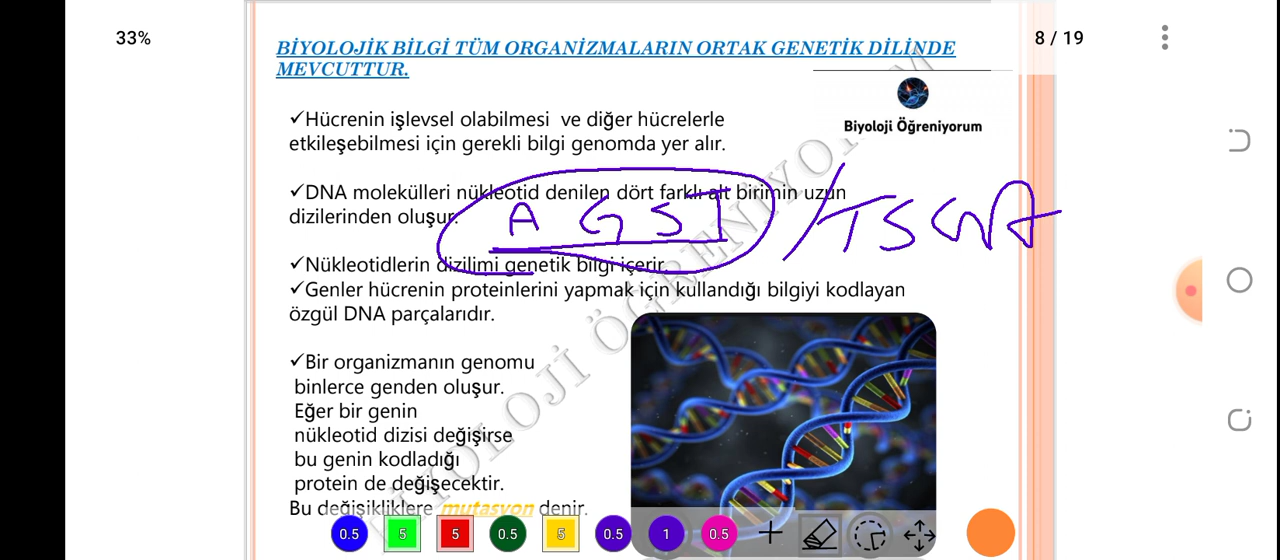 33%
8 / 19
BİYOLOJİK BİLGİ TÜM ORGANİZMALARIN ORTAK GENETİK DİLİNDE
MEVCUTTUR.
Biyoloji Öğreniyorum
✓Hücrenin işlevsel olabilmesi ve diğer hücrelerle
etkileşebilmesi için gerekli bilgi genomda yer alır.
✓DNA molekülleri nükleotid denilen dört farklı alt birimin uzun
dizilerinden oluşur.
A G S T / T S G A
✓Nükleotidlerin dizilimi genetik bilgi içerir.
✓Genler hücrenin proteinlerini yapmak için kullandığı bilgiyi kodlayan
özgül DNA parçalarıdır.
✓Bir organizmanın genomu
binlerce genden oluşur.
Eğer bir genin
nükleotid dizisi değişirse
bu genin kodladığı
protein de değişecektir.
Bu değişikliklere mutasyon denir.
BİYOLOJİ ÖĞRENİYORUM
0.5 5 5 0.5 5 0.5 1 0.5